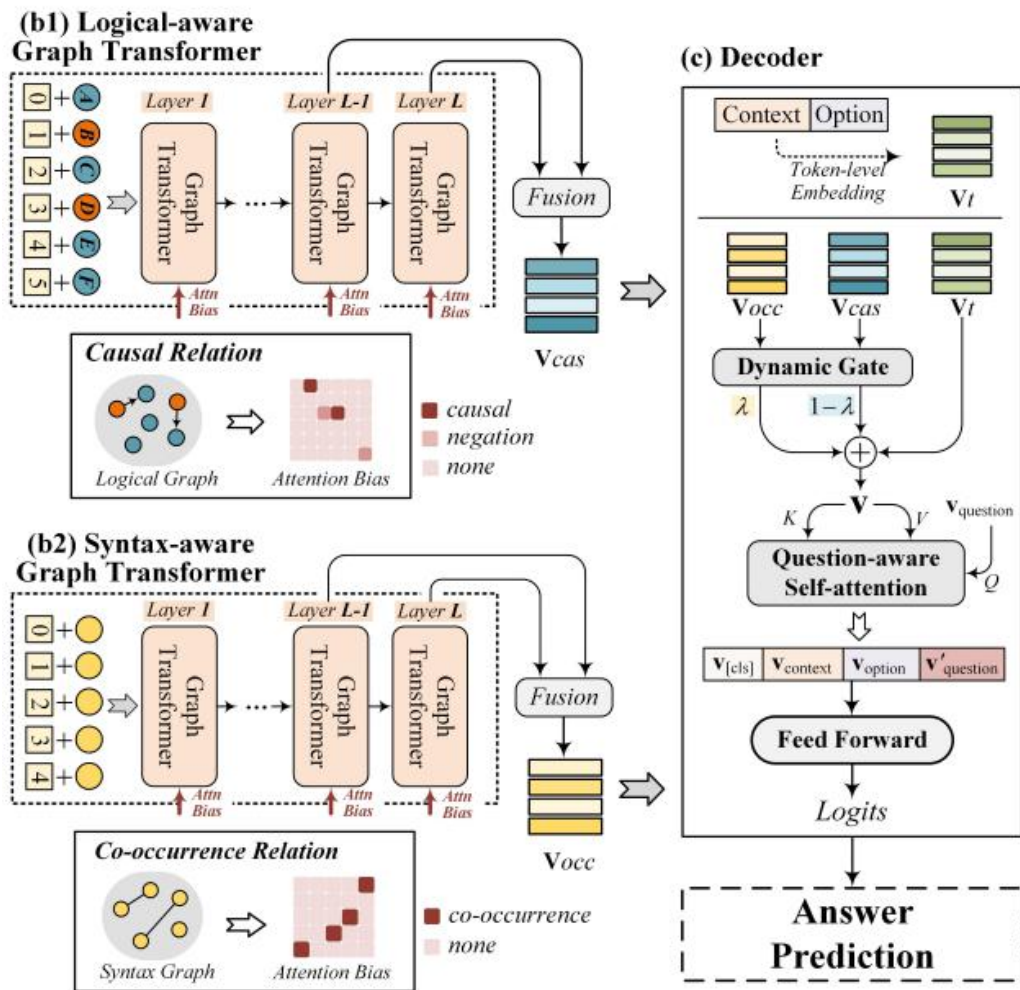 (b1) Logical-aware
Graph Transformer
0 + A
1 + B
2 + C
3 + D
4 + E
5 + F
Layer 1
Layer L-1
Layer L
Graph
Transformer
...
Graph
Transformer
Graph
Transformer
Attn
Bias
Attn
Bias
Attn
Bias
Fusion
Vcas
Causal Relation
Logical Graph
Attention Bias
causal
negation
none
(b2) Syntax-aware
Graph Transformer
0 +
1 +
2 +
3 +
4 +
Layer 1
Layer L-1
Layer L
Graph
Transformer
...
Graph
Transformer
Graph
Transformer
Attn
Bias
Attn
Bias
Attn
Bias
Fusion
Vocc
Co-occurrence Relation
Syntax Graph
Attention Bias
co-occurrence
none
(c) Decoder
Context Option
Token-level
Embedding
Vt
Vocc Vcas Vt
Dynamic Gate
λ 1−λ
+
v
K V
v question
Q
Question-aware
Self-attention
v[cls] vcontext voption v′question
Feed Forward
Logits
Answer
Prediction